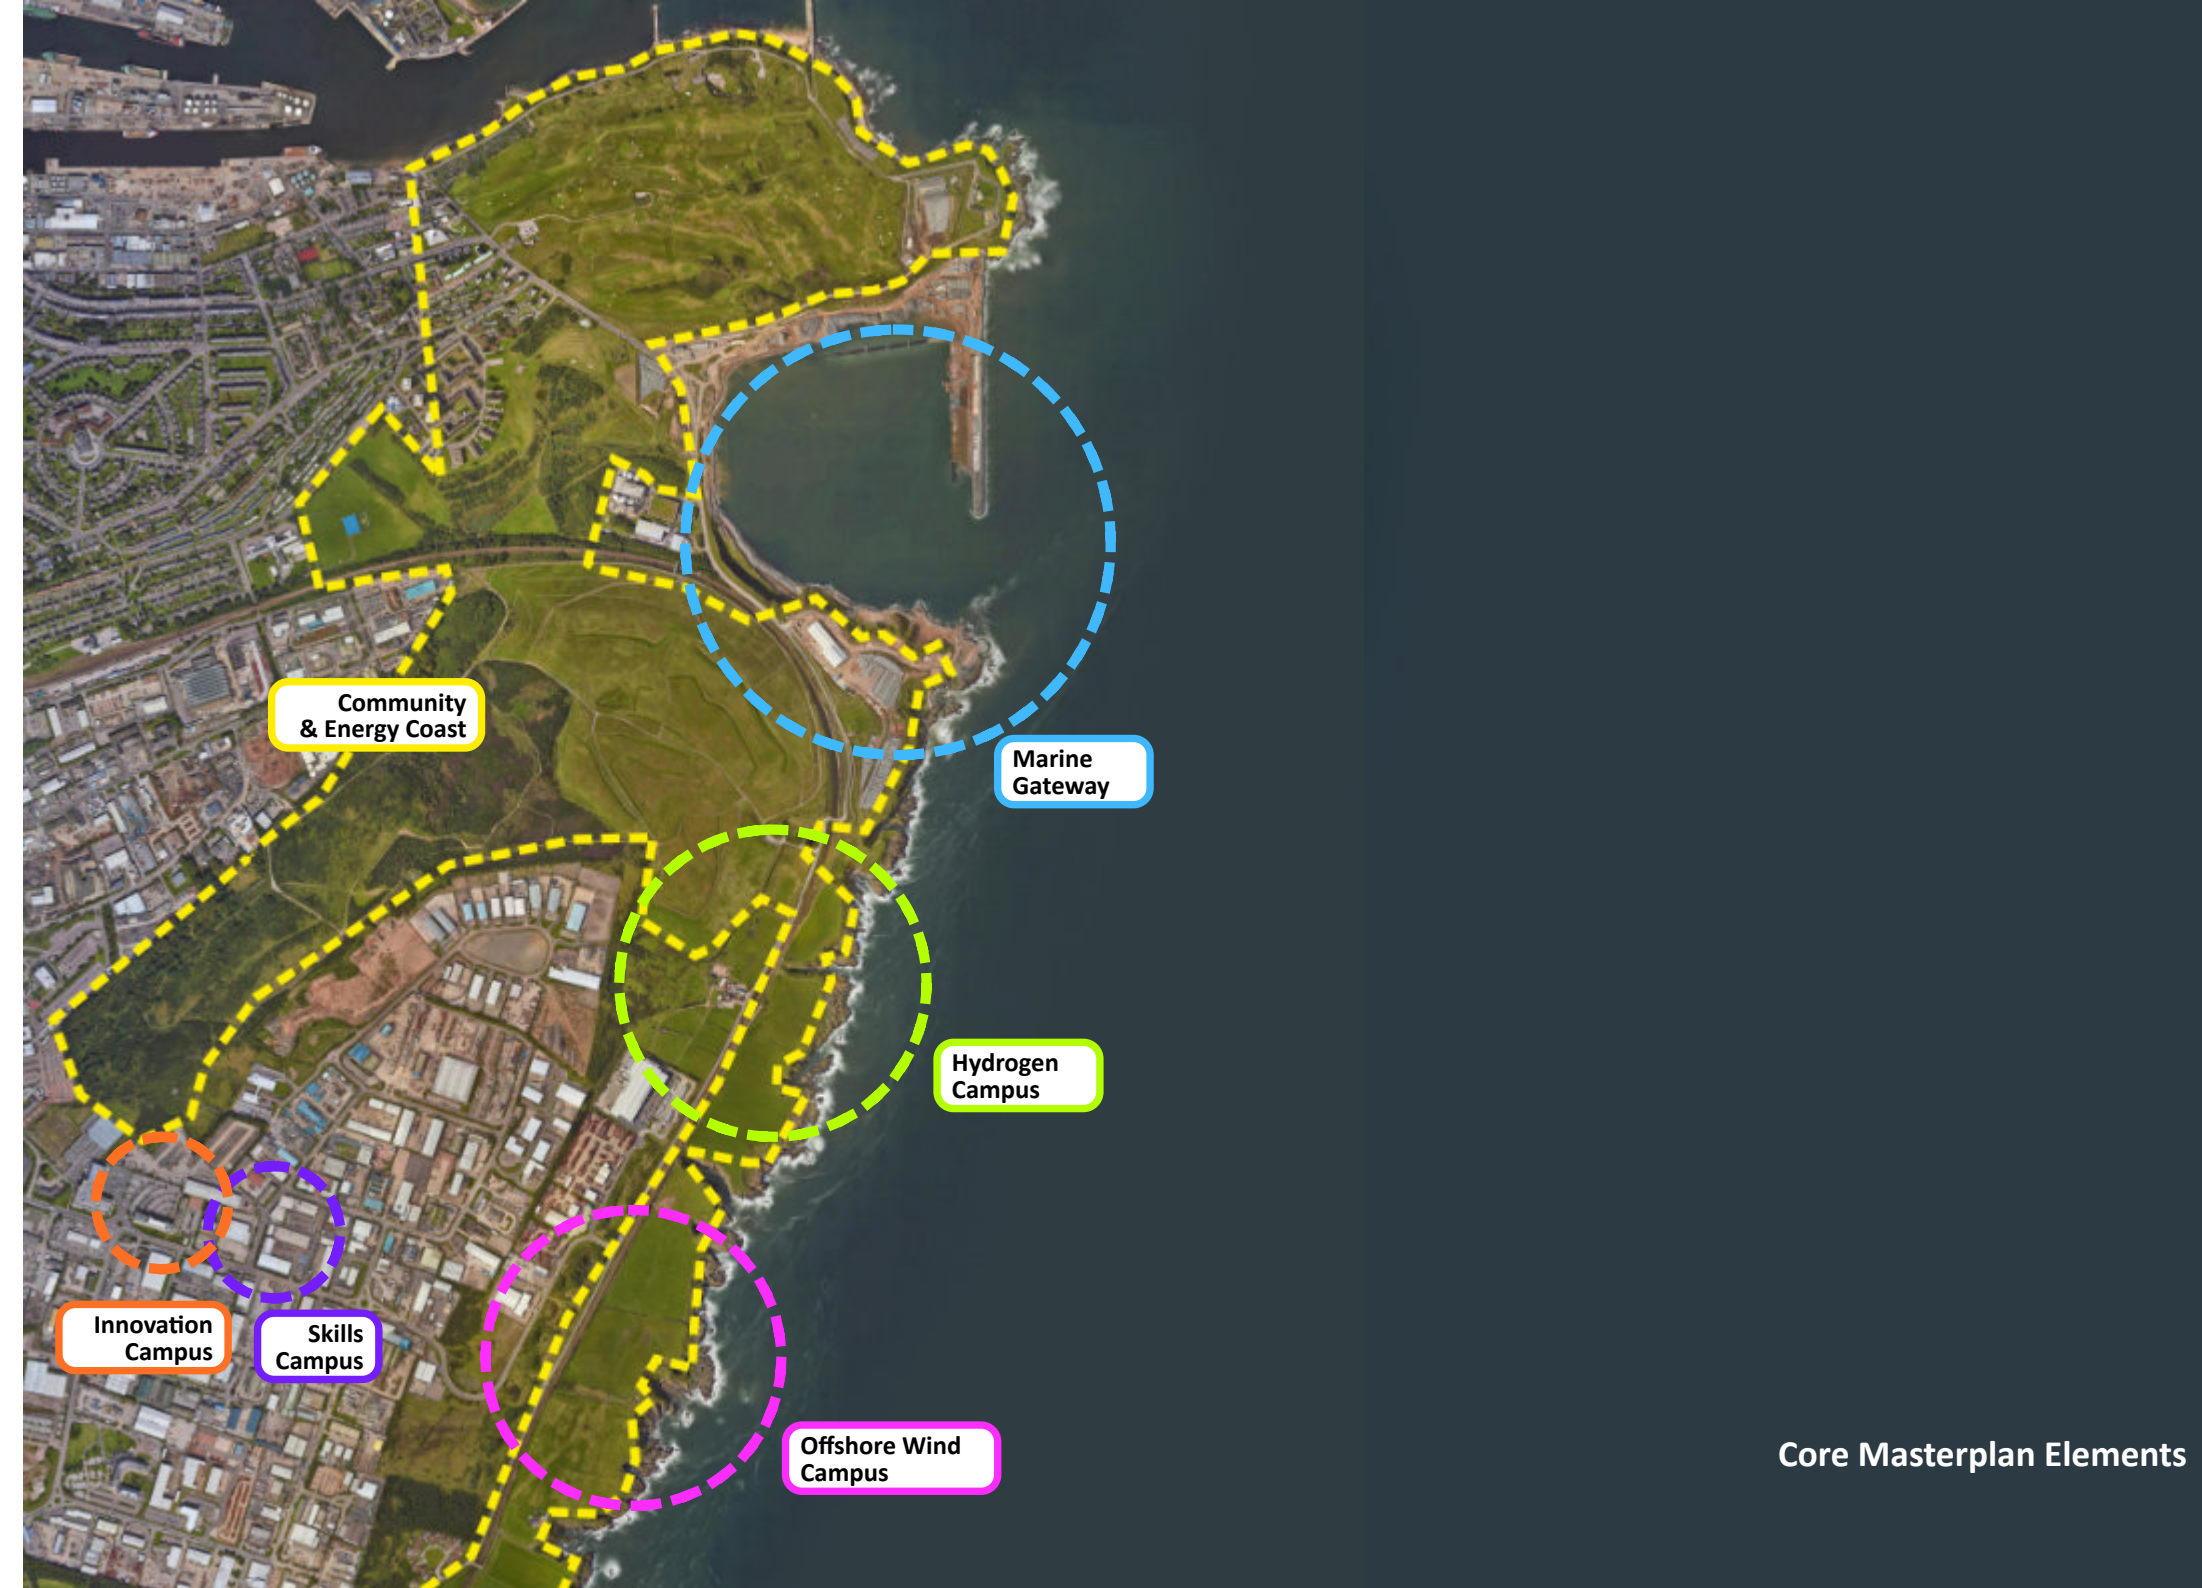 Community
& Energy Coast
Marine
Gateway
Hydrogen
Campus
Innovation
Campus
Skills
Campus
Offshore Wind
Campus
Core Masterplan Elements